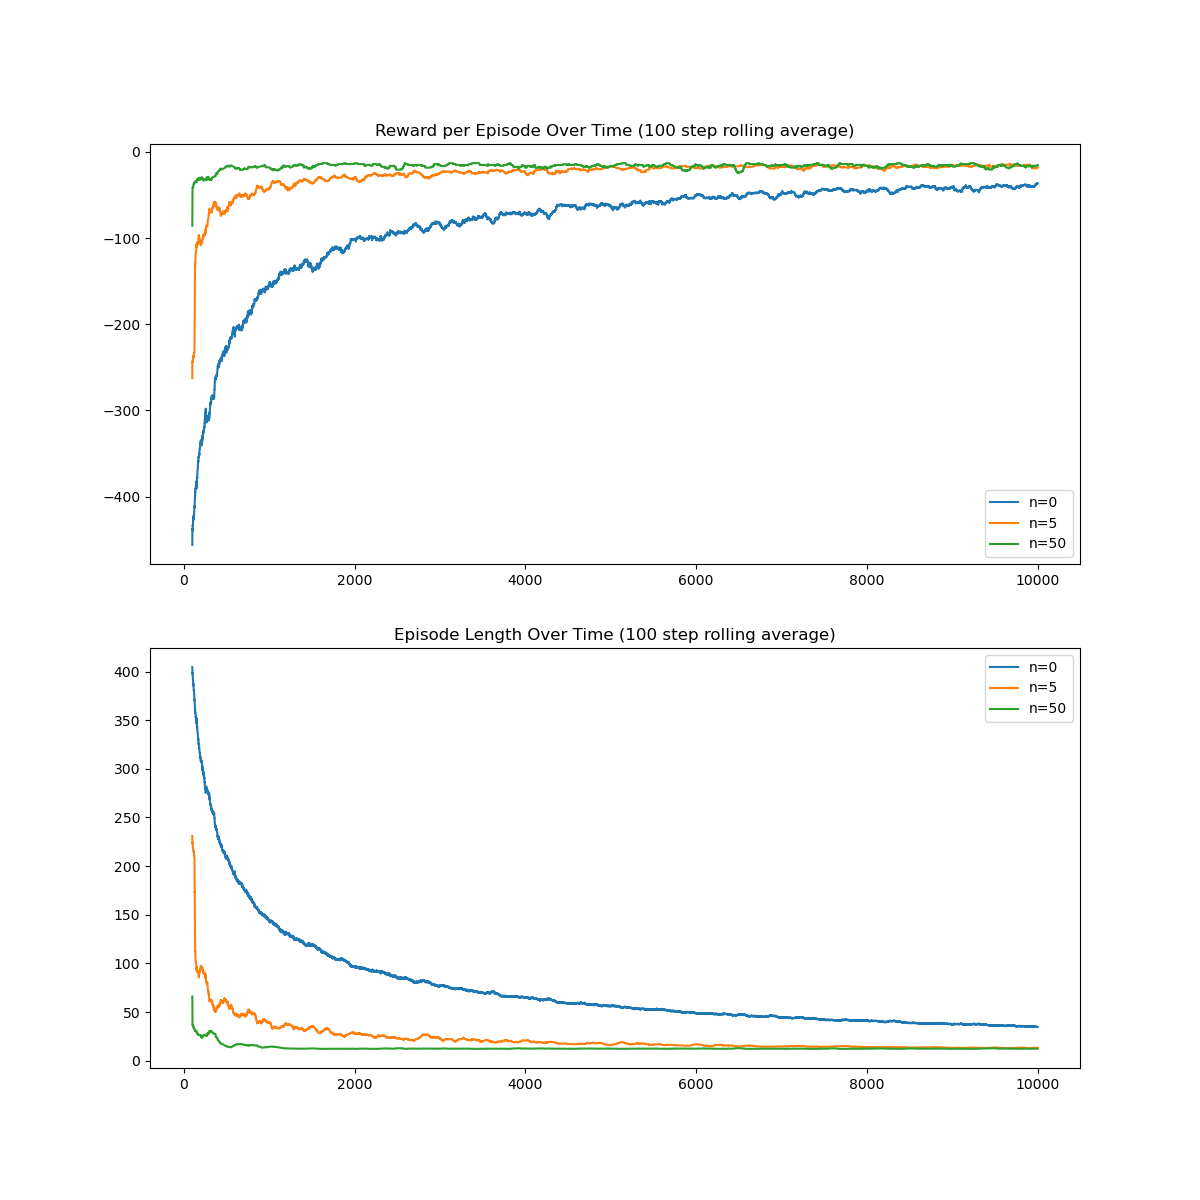 Reward per Episode Over Time (100 step rolling average)
0
−100
−200
−300
−400
n=0
n=5
n=50
0 2000 4000 6000 8000 10000
Episode Length Over Time (100 step rolling average)
400
350
300
250
200
150
100
50
0
n=0
n=5
n=50
0 2000 4000 6000 8000 10000